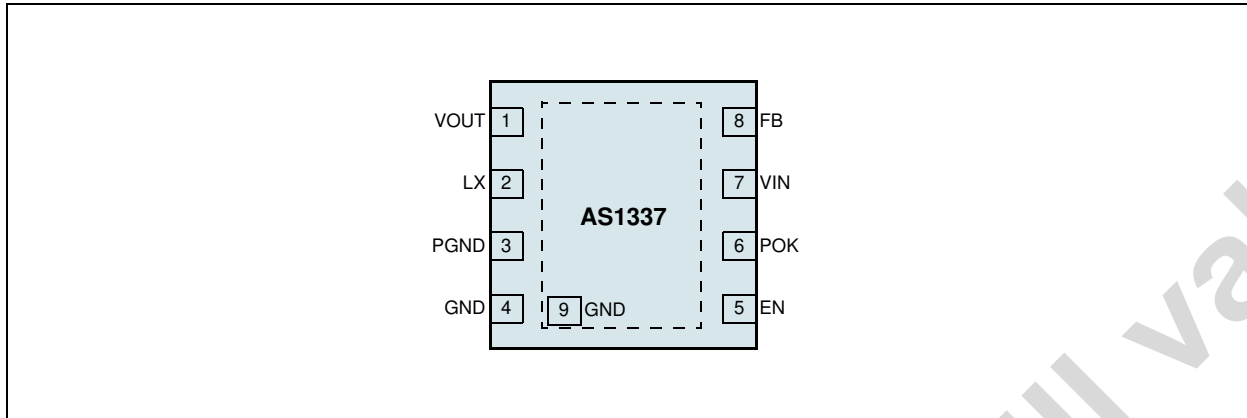 VOUT 1 8 FB
LX 2 7 VIN
AS1337
PGND 3 6 POK
GND 4 9 GND 5 EN